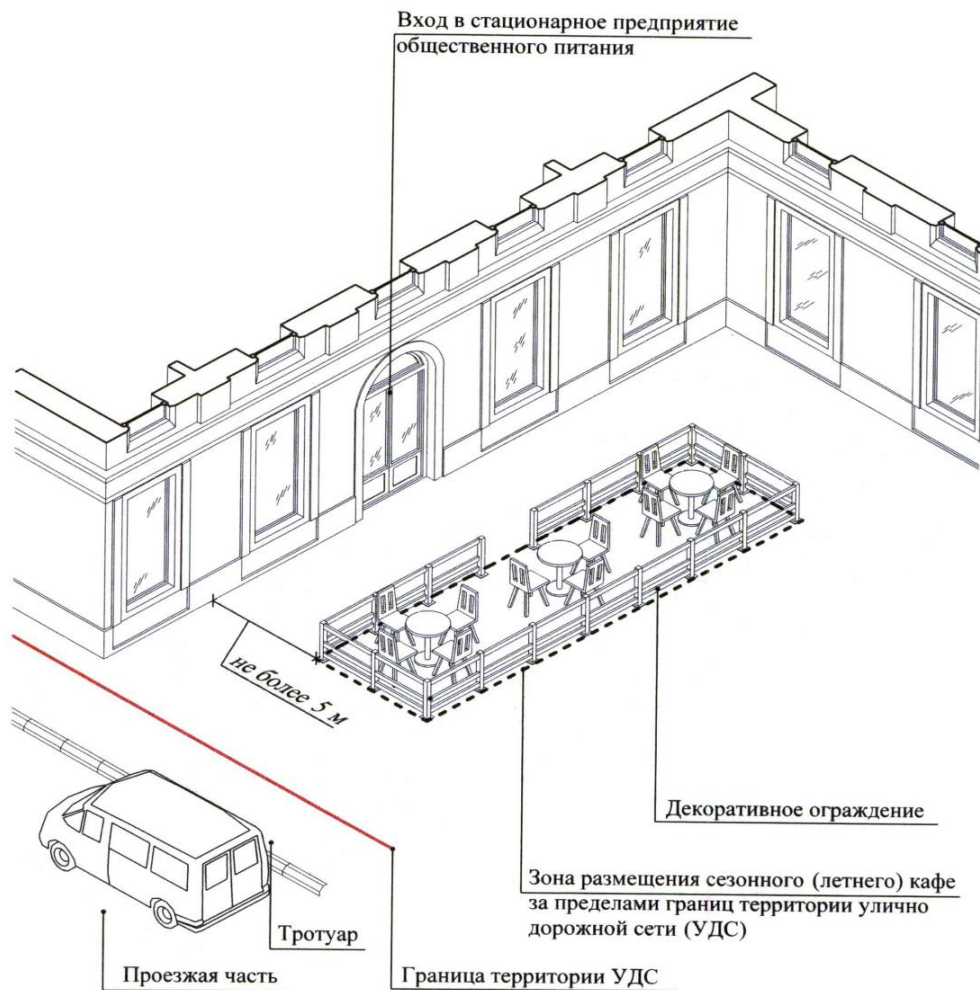 Вход в стационарное предприятие
общественного питания
не более 5 м
Декоративное ограждение
Зона размещения сезонного (летнего) кафе
за пределами границ территории улично
дорожной сети (УДС)
Тротуар
Проезжая часть
Граница территории УДС